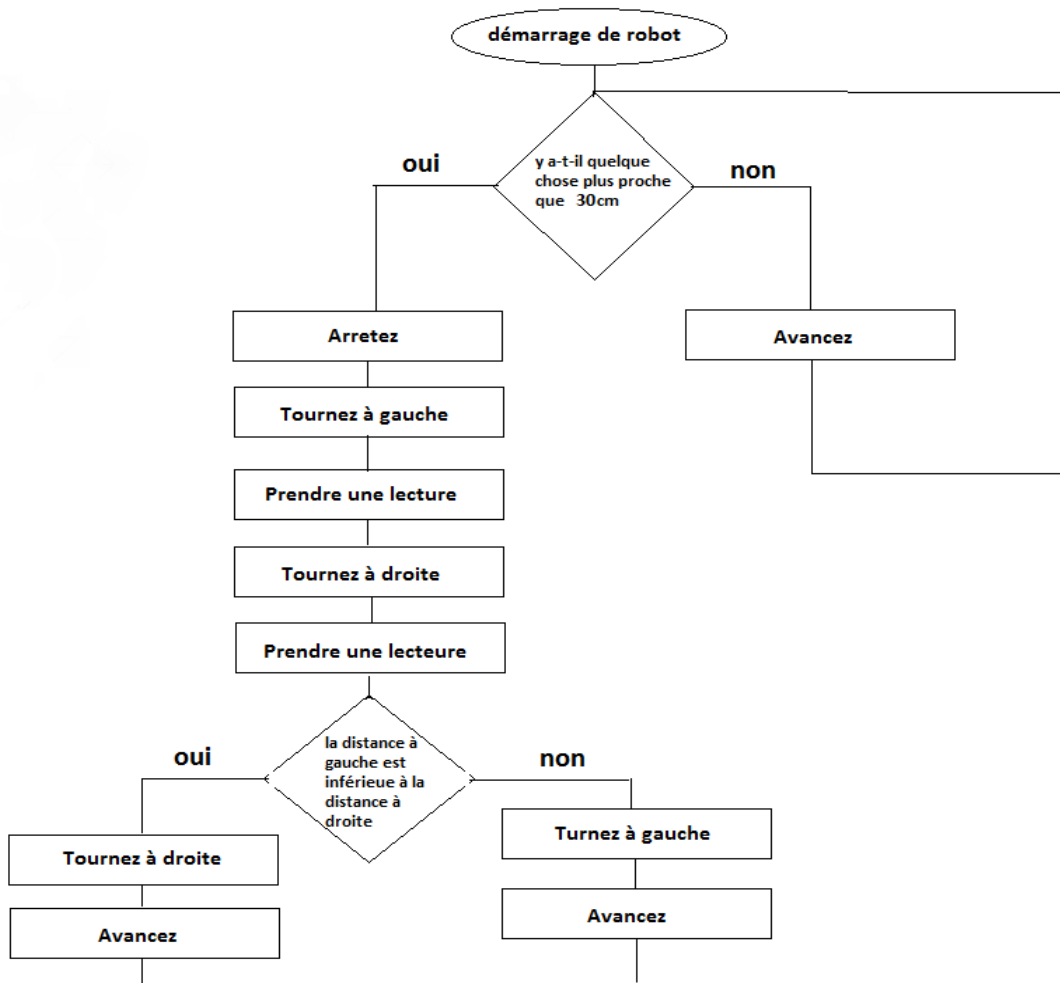 démarrage de robot
y a-t-il quelque
chose plus proche
que 30cm
oui
non
Arretez
Avancez
Tournez à gauche
Prendre une lecture
Tournez à droite
Prendre une lecteure
la distance à
gauche est
inférieue à la
distance à
droite
oui
non
Tournez à droite
Avancez
Turnez à gauche
Avancez